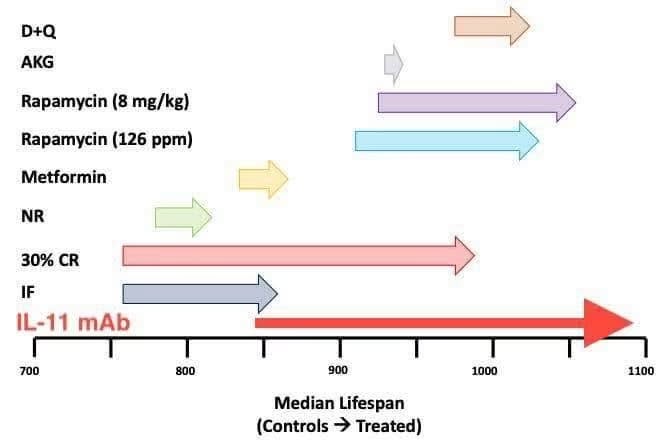 D+Q
AKG
Rapamycin (8 mg/kg)
Rapamycin (126 ppm)
Metformin
NR
30% CR
IF
IL-11 mAb
700 800 900 1000 1100
Median Lifespan
(Controls → Treated)